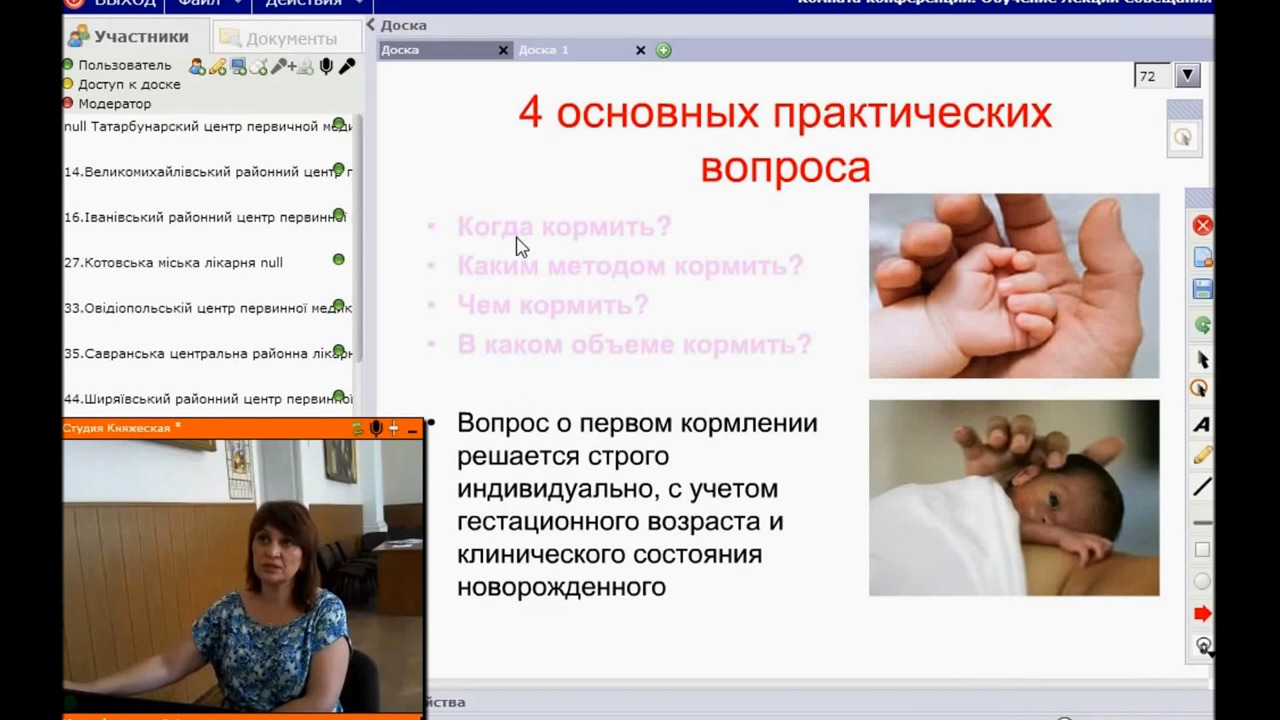 ВЫХОД Файл Действия
Комната конференции: Обучение Лекции Совещания
Участники
Документы
Доска
Доска
Доска 1
Пользователь
Доступ к доске
Модератор
72
null Татарбунарский центр первичной
14.Великомихайлівський районний центр
16.Іванівський районний центр первинної
27.Котовська міська лікарня null
33.Овідіопольській центр первинної
35.Савранська центральна районна
44.Ширяївський районний центр первинної
Студия Княжеская *
4 основных практических
вопроса
• Когда кормить?
• Каким методом кормить?
• Чем кормить?
• В каком объеме кормить?
• Вопрос о первом кормлении
решается строго
индивидуально, с учетом
гестационного возраста и
клинического состояния
новорожденного